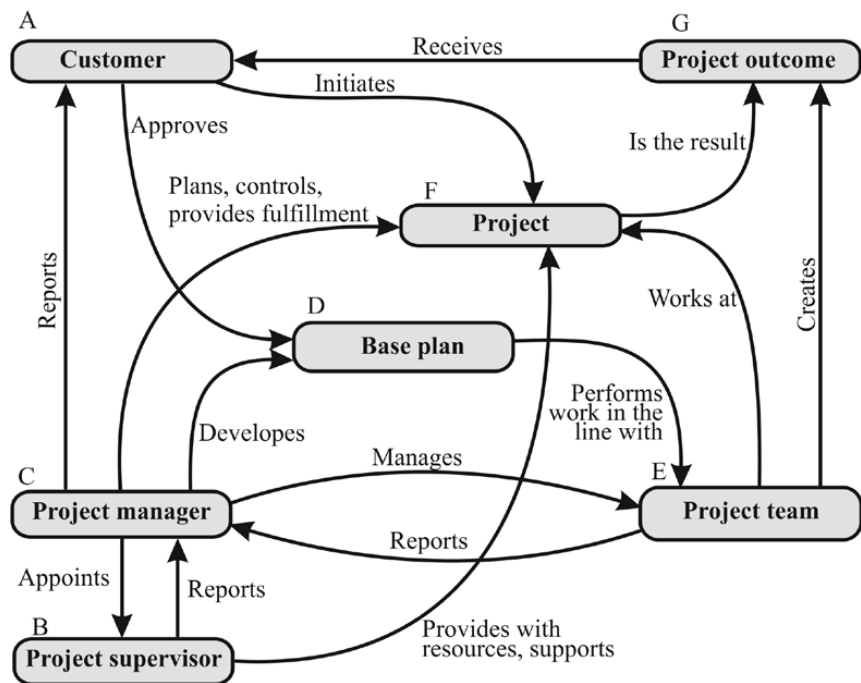 A
Customer
Receives
G
Project outcome
Initiates
Approves
Is the result
Plans, controls,
provides fulfillment
F
Project
Reports
Works at
Creates
D
Base plan
Performs
work in the
line with
Developes
Manages
C
Project manager
E
Project team
Reports
Appoints
Reports
B
Project supervisor
Provides with
resources, supports